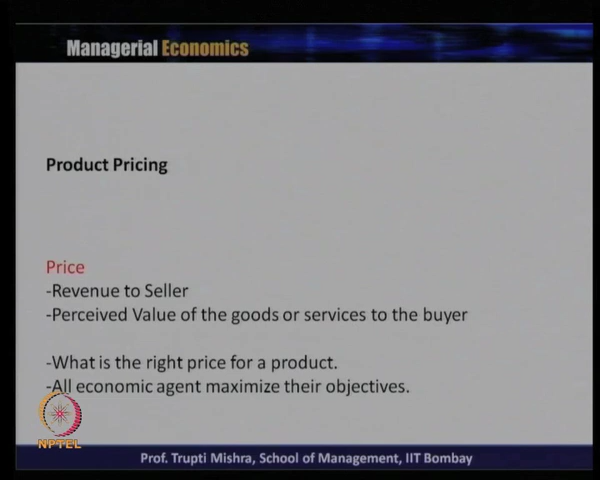 Managerial Economics
Product Pricing
Price
-Revenue to Seller
-Perceived Value of the goods or services to the buyer
-What is the right price for a product.
-All economic agent maximize their objectives.
NPTEL
Prof. Trupti Mishra, School of Management, IIT Bombay